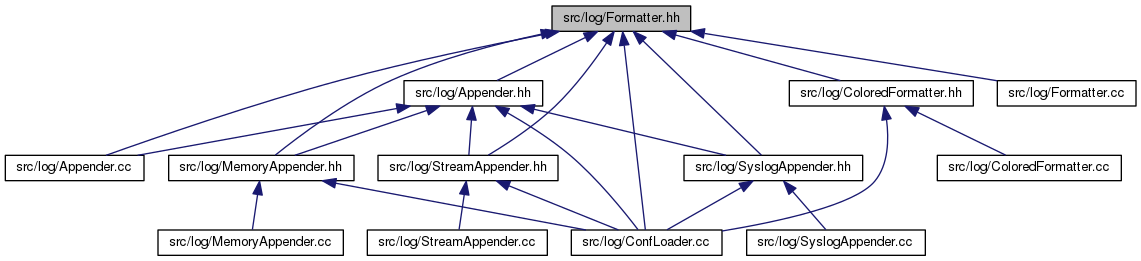 src/log/Formatter.hh
src/log/Appender.hh
src/log/ColoredFormatter.hh
src/log/Formatter.cc
src/log/Appender.cc
src/log/MemoryAppender.hh
src/log/StreamAppender.hh
src/log/SyslogAppender.hh
src/log/ColoredFormatter.cc
src/log/MemoryAppender.cc
src/log/StreamAppender.cc
src/log/ConfLoader.cc
src/log/SyslogAppender.cc